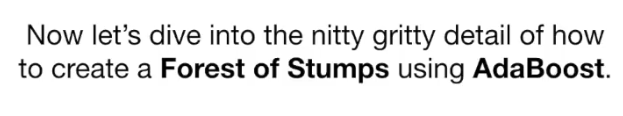 Now let’s dive into the nitty gritty detail of how
to create a Forest of Stumps using AdaBoost.